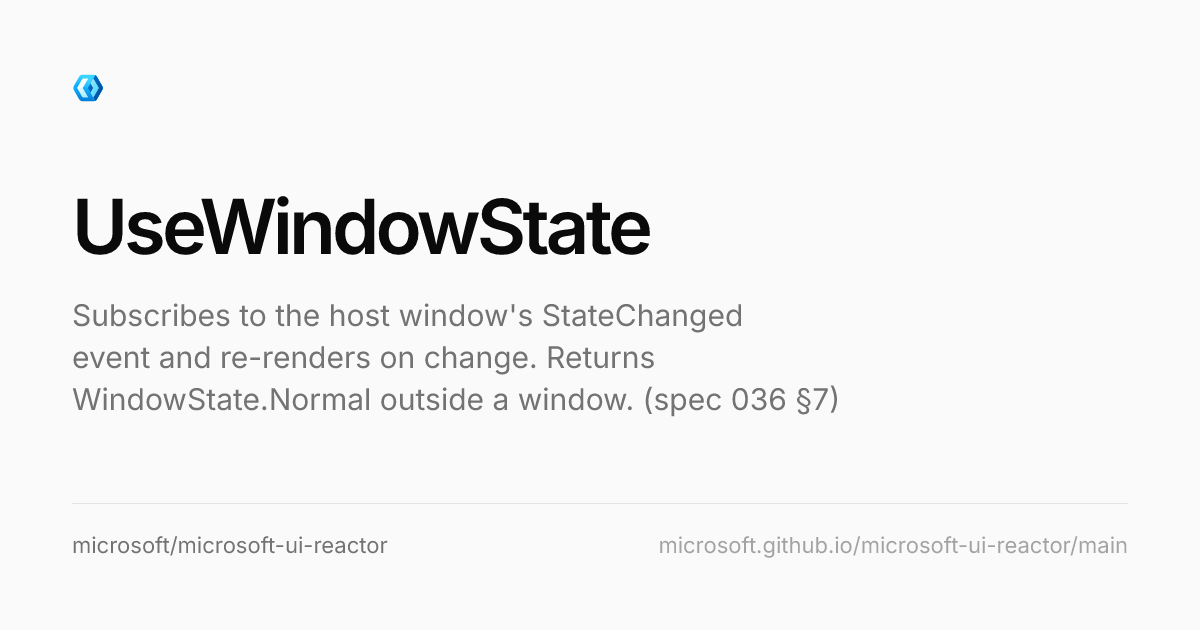 UseWindowState
Subscribes to the host window's StateChanged
event and re-renders on change. Returns
WindowState.Normal outside a window. (spec 036 §7)
microsoft/microsoft-ui-reactor
microsoft.github.io/microsoft-ui-reactor/main